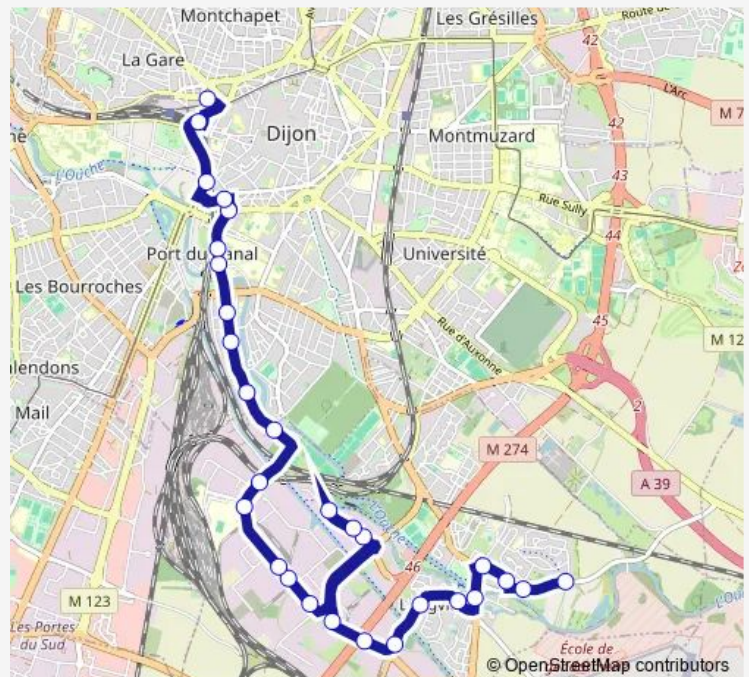 Montchapet
Les Grésilles
Route de
La Gare
42
L'Arc
M 7
Dijon
Montmuzard
42
L'Ouche
43
Rue Sully
44
Port du Canal
Université
Les Bourroches
45
Rue d'Auxonne
M 12
Mail
2
M 274
A 39
L'Ouche
46
M 123
Les Portes
du Sud
École de
© OpenStreetMap contributors